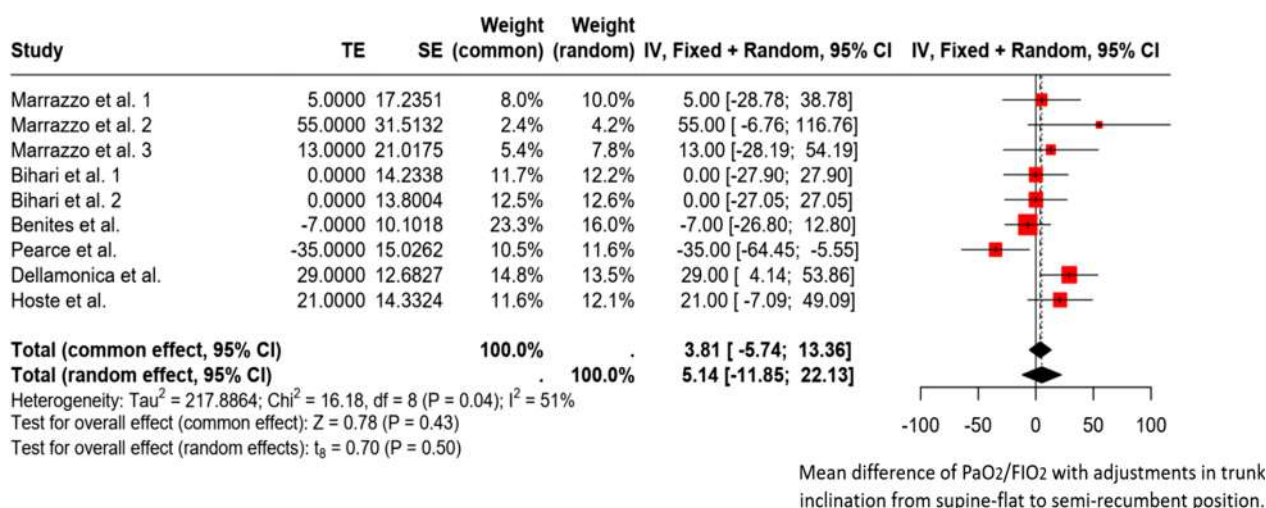 Weight Weight
Study TE SE (common) (random) IV, Fixed + Random, 95% CI IV, Fixed + Random, 95% CI
Marrazzo et al. 1 5.0000 17.2351 8.0% 10.0% 5.00 [-28.78; 38.78]
Marrazzo et al. 2 55.0000 31.5132 2.4% 4.2% 55.00 [ -6.76; 116.76]
Marrazzo et al. 3 13.0000 21.0175 5.4% 7.8% 13.00 [-28.19; 54.19]
Bihari et al. 1 0.0000 14.2338 11.7% 12.2% 0.00 [-27.90; 27.90]
Bihari et al. 2 0.0000 13.8004 12.5% 12.6% 0.00 [-27.05; 27.05]
Benites et al. -7.0000 10.1018 23.3% 16.0% -7.00 [-26.80; 12.80]
Pearce et al. -35.0000 15.0262 10.5% 11.6% -35.00 [-64.45; -5.55]
Dellamonica et al. 29.0000 12.6827 14.8% 13.5% 29.00 [ 4.14; 53.86]
Hoste et al. 21.0000 14.3324 11.6% 12.1% 21.00 [ -7.09; 49.09]
Total (common effect, 95% CI) 100.0% . 3.81 [ -5.74; 13.36]
Total (random effect, 95% CI) . 100.0% 5.14 [-11.85; 22.13]
Heterogeneity: Tau² = 217.8864; Chi² = 16.18, df = 8 (P = 0.04); I² = 51%
Test for overall effect (common effect): Z = 0.78 (P = 0.43)
Test for overall effect (random effects): t₈ = 0.70 (P = 0.50)
-100 -50 0 50 100
Mean difference of PaO2/FIO2 with adjustments in trunk
inclination from supine-flat to semi-recumbent position.